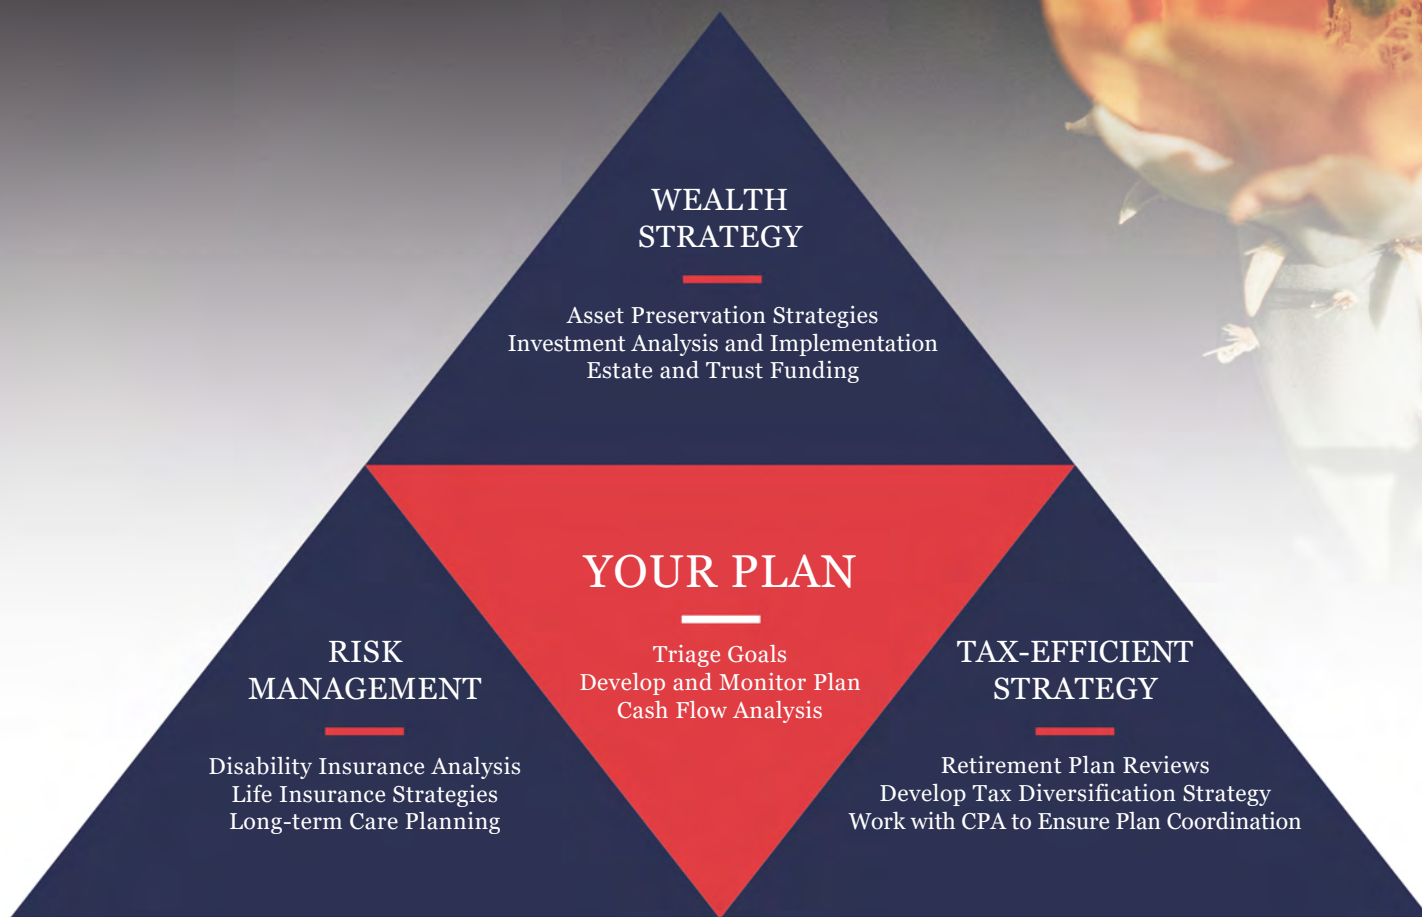 WEALTH
STRATEGY
Asset Preservation Strategies
Investment Analysis and Implementation
Estate and Trust Funding
YOUR PLAN
Triage Goals
Develop and Monitor Plan
Cash Flow Analysis
RISK
MANAGEMENT
Disability Insurance Analysis
Life Insurance Strategies
Long-term Care Planning
TAX-EFFICIENT
STRATEGY
Retirement Plan Reviews
Develop Tax Diversification Strategy
Work with CPA to Ensure Plan Coordination